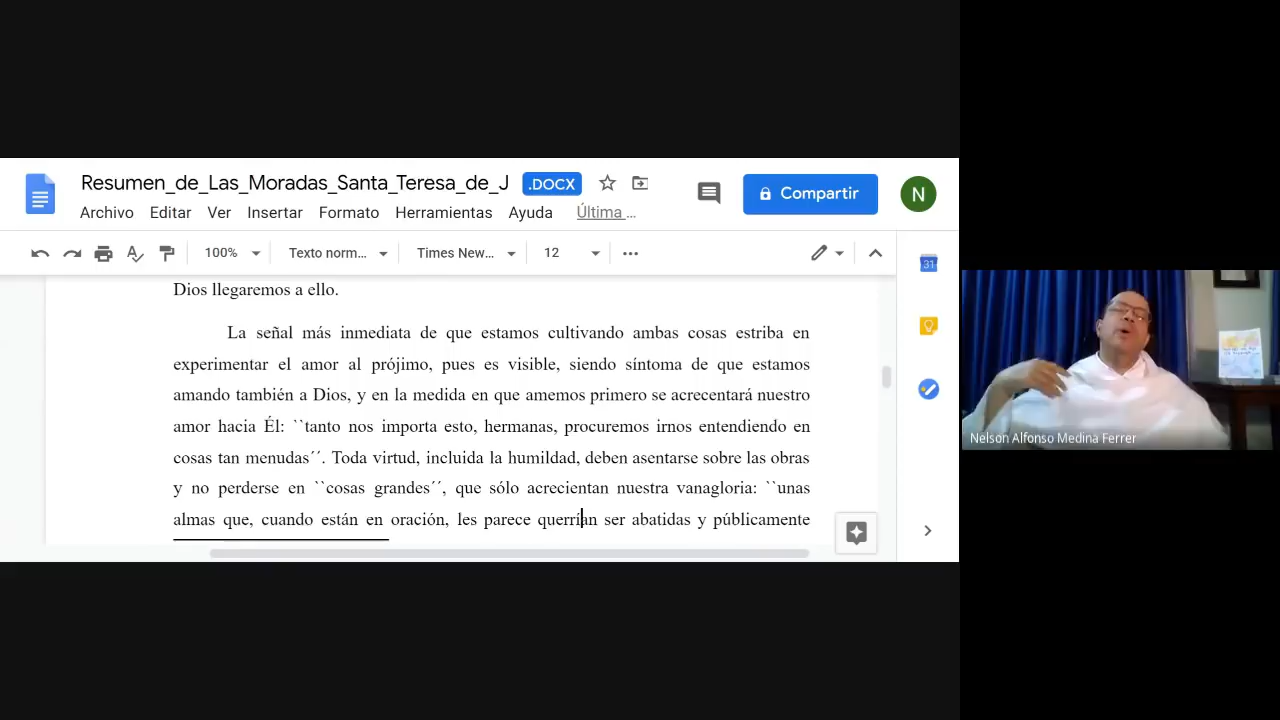 Resumen_de_Las_Moradas_Santa_Teresa_de_J .DOCX
Compartir
N
Archivo Editar Ver Insertar Formato Herramientas Ayuda Última ...
100% Texto norm... Times New... 12
31
Dios llegaremos a ello.
La señal más inmediata de que estamos cultivando ambas cosas estriba en
experimentar el amor al prójimo, pues es visible, siendo síntoma de que estamos
amando también a Dios, y en la medida en que amemos primero se acrecentará nuestro
amor hacia Él: ``tanto nos importa esto, hermanas, procuremos irnos entendiendo en
cosas tan menudas´´. Toda virtud, incluida la humildad, deben asentarse sobre las obras
y no perderse en ``cosas grandes´´, que sólo acrecientan nuestra vanagloria: ``unas
almas que, cuando están en oración, les parece querrían ser abatidas y públicamente
Nelson Alfonso Medina Ferrer